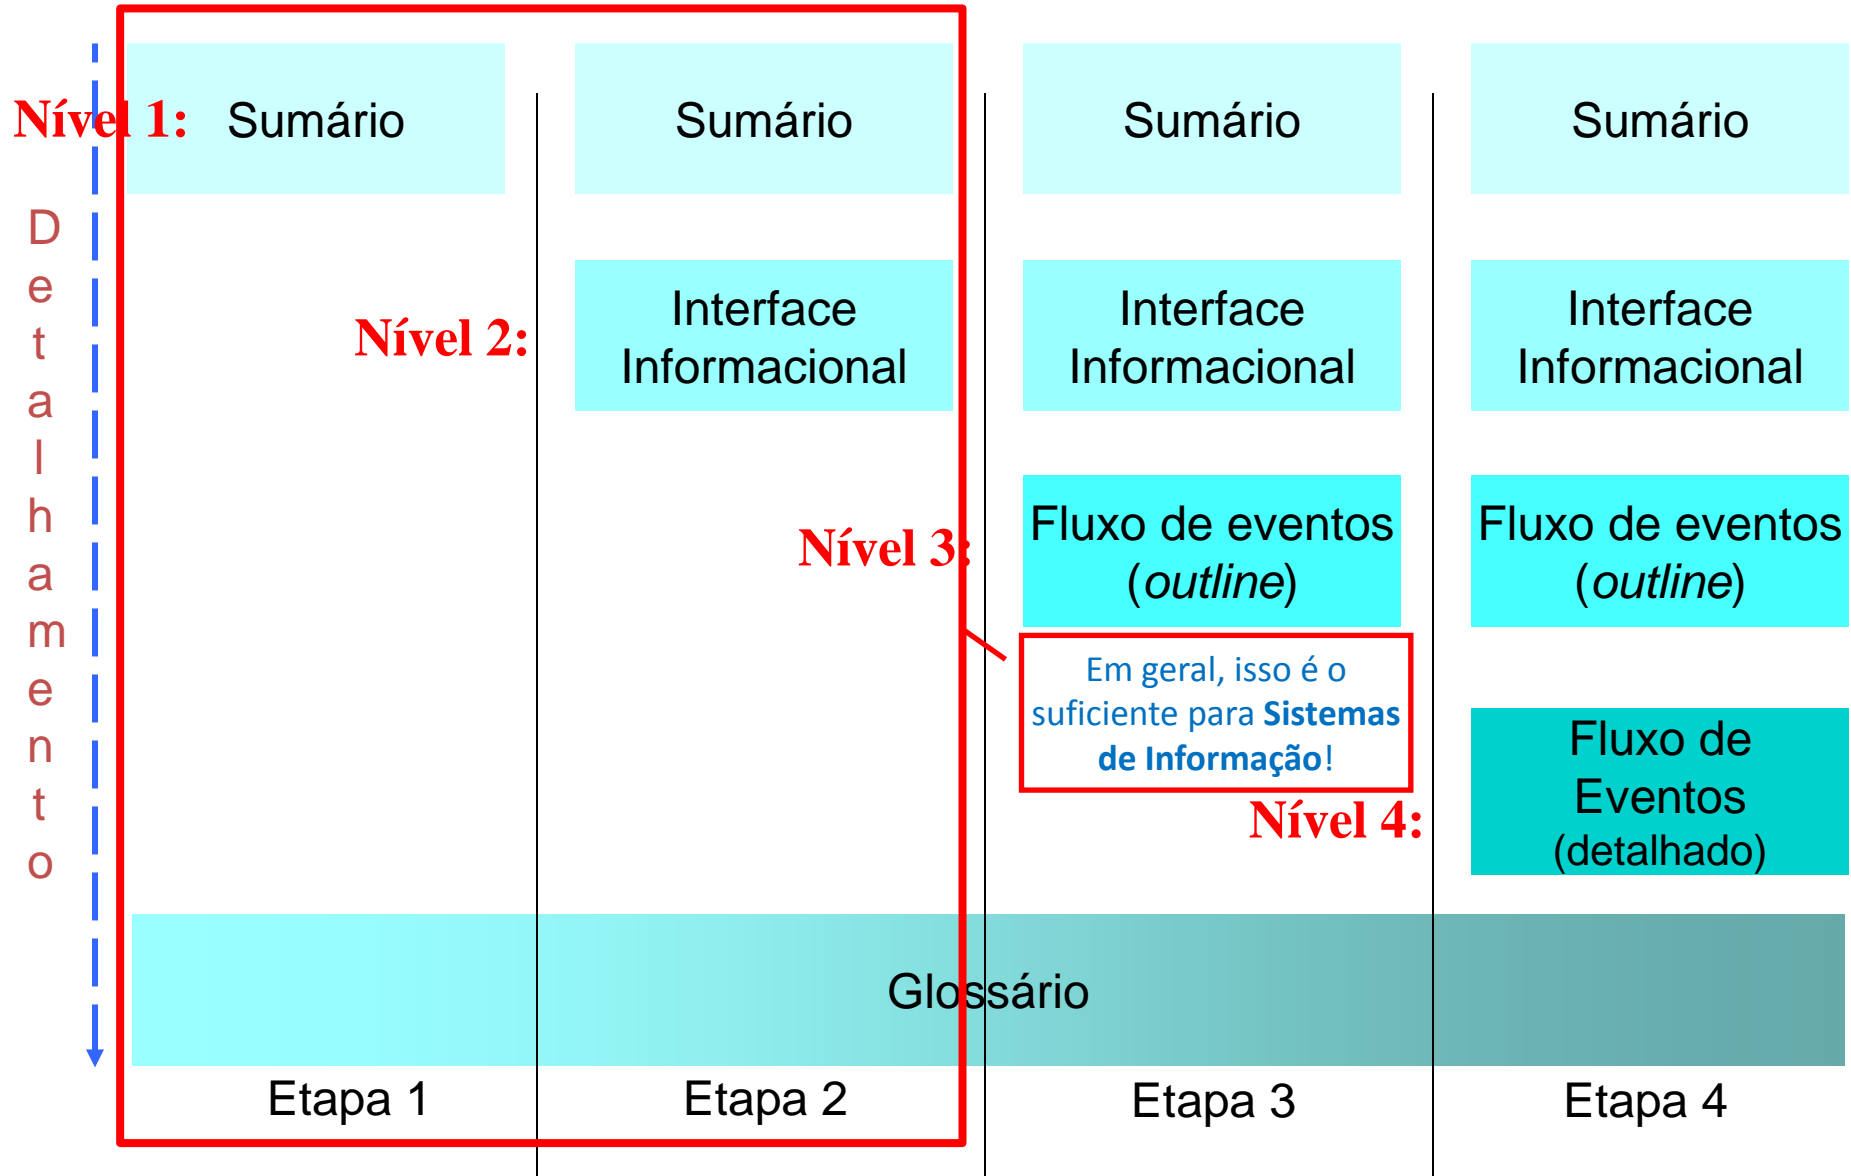 Nível 1:
Sumário
Sumário
Sumário
Sumário
Detalhamento
Nível 2:
Interface
Informacional
Interface
Informacional
Interface
Informacional
Nível 3:
Fluxo de eventos
(outline)
Fluxo de eventos
(outline)
Em geral, isso é o
suficiente para Sistemas
de Informação!
Nível 4:
Fluxo de
Eventos
(detalhado)
Glossário
Etapa 1
Etapa 2
Etapa 3
Etapa 4